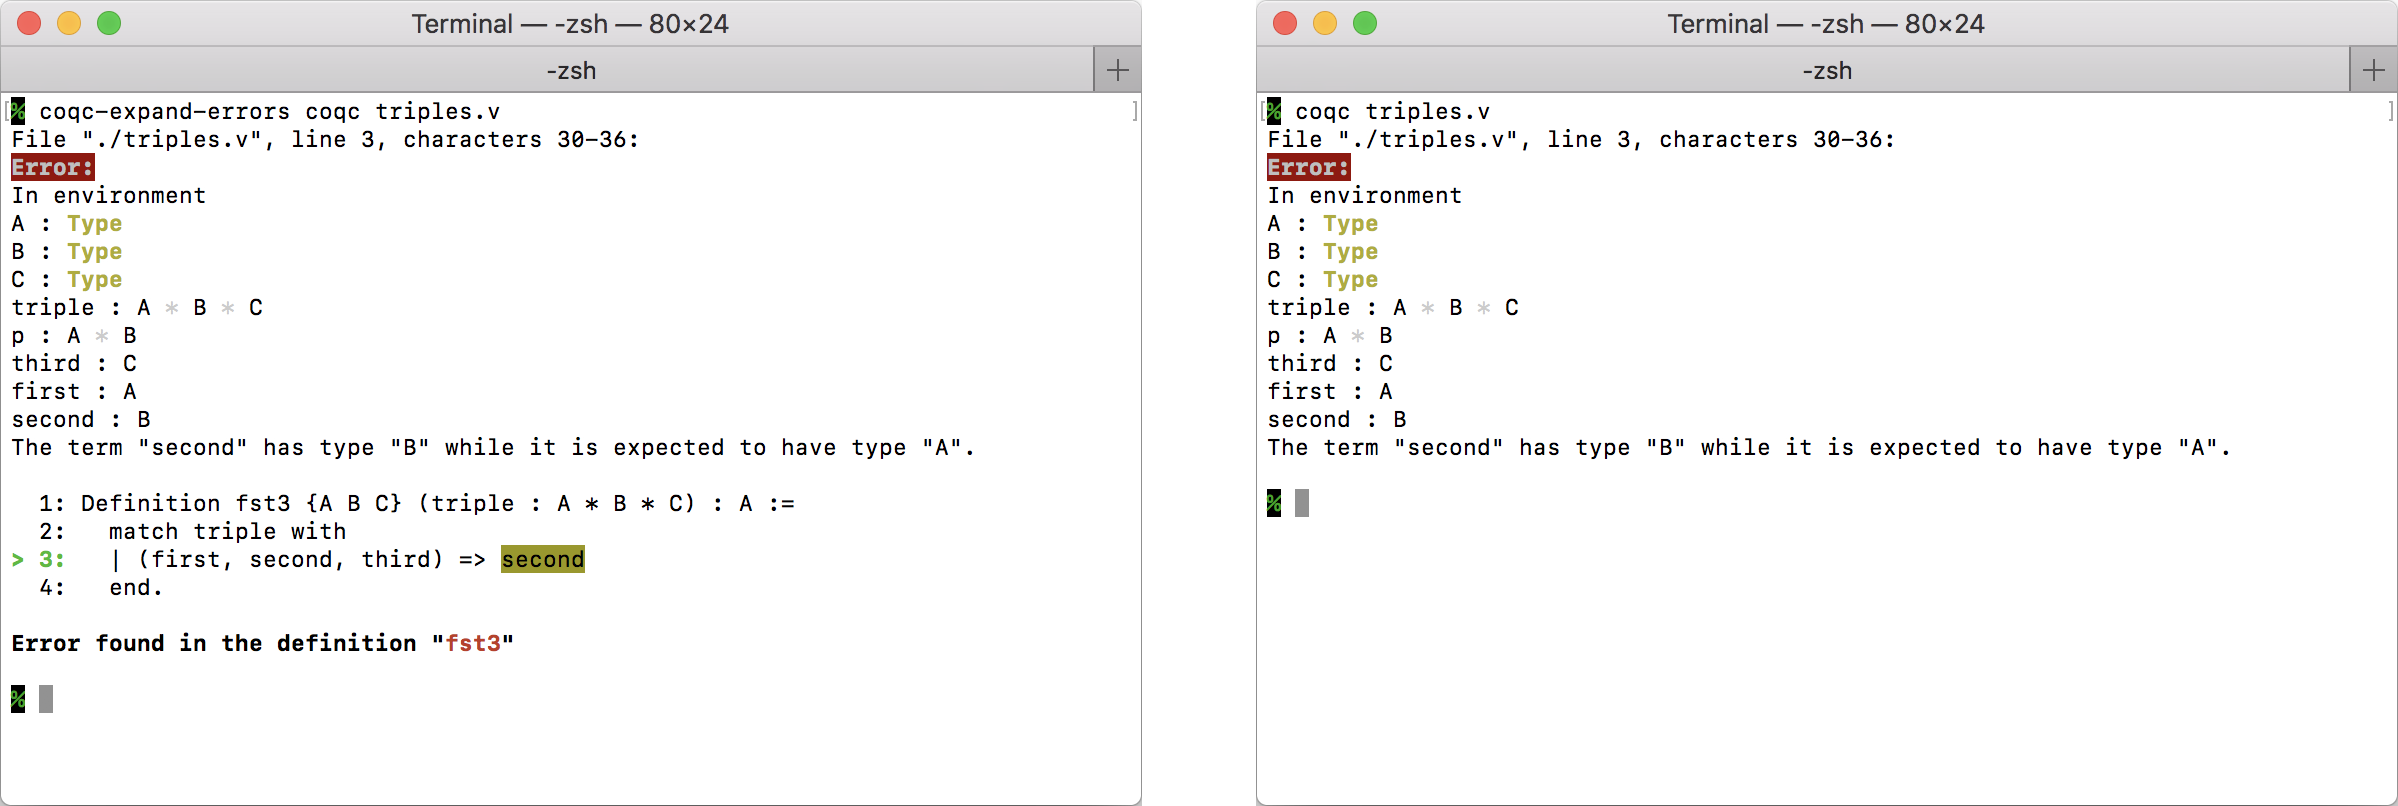 Terminal — -zsh — 80×24
-zsh
% coqc-expand-errors coqc triples.v
File "./triples.v", line 3, characters 30-36:
Error:
In environment
A : Type
B : Type
C : Type
triple : A * B * C
p : A * B
third : C
first : A
second : B
The term "second" has type "B" while it is expected to have type "A".
1: Definition fst3 {A B C} (triple : A * B * C) : A :=
2:   match triple with
> 3:   | (first, second, third) => second
4:   end.
Error found in the definition "fst3"
%
Terminal — -zsh — 80×24
-zsh
% coqc triples.v
File "./triples.v", line 3, characters 30-36:
Error:
In environment
A : Type
B : Type
C : Type
triple : A * B * C
p : A * B
third : C
first : A
second : B
The term "second" has type "B" while it is expected to have type "A".
%